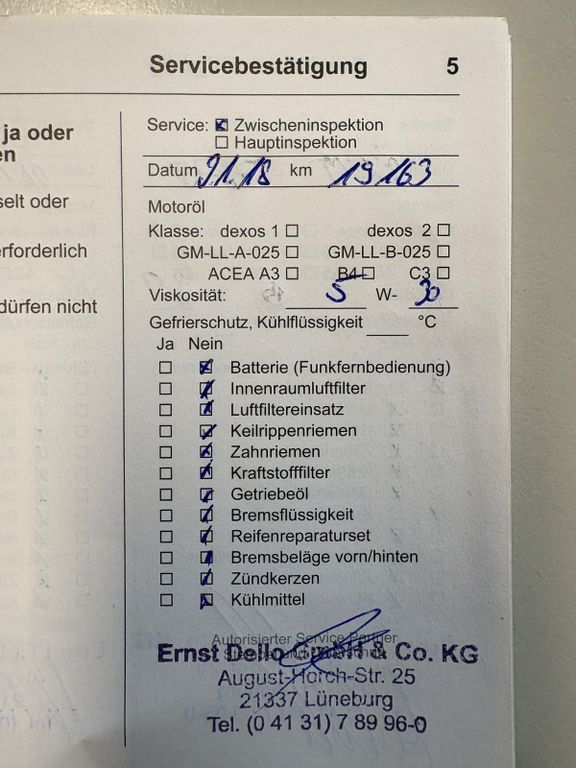 Servicebestätigung 5
ja oder
en
selt oder
erforderlich
dürfen nicht
Service: Zwischeninspektion
Hauptinspektion
Datum 9.1.18 km 19163
Motoröl
Klasse: dexos 1 dexos 2
GM-LL-A-025 GM-LL-B-025
ACEA A3 B4 C3
Viskosität: 5 W- 30
Gefrierschutz, Kühlflüssigkeit °C
Ja Nein
Batterie (Funkfernbedienung)
Innenraumluftfilter
Luftfiltereinsatz
Keilrippenriemen
Zahnriemen
Kraftstofffilter
Getriebeöl
Bremsflüssigkeit
Reifenreparaturset
Bremsbeläge vorn/hinten
Zündkerzen
Kühlmittel
Autorisierter Service Partner
Ernst Dello GmbH & Co. KG
August-Horch-Str. 25
21337 Lüneburg
Tel. (0 41 31) 7 89 96-0